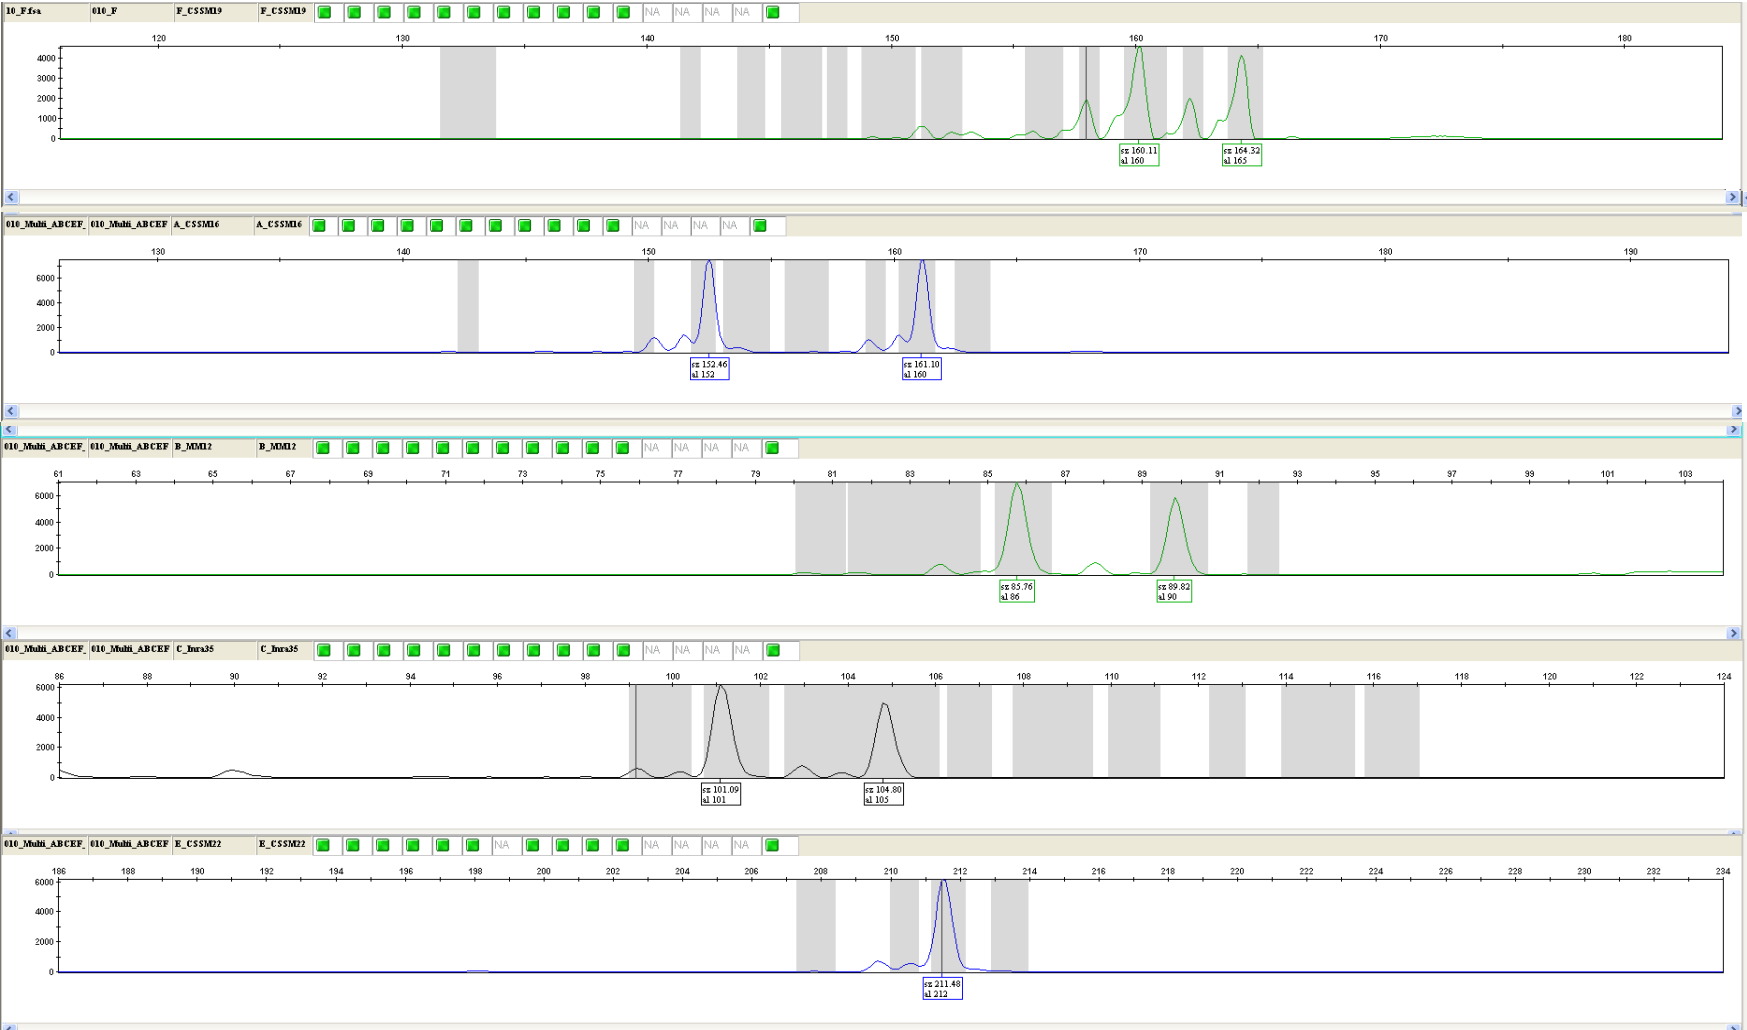 10_F.fsa 010_F F_CSSM19 F_CSSM19 NA NA NA NA
120 130 140 150 160 170 180
4000
3000
2000
1000
0
sz 160.11 sz 164.32
al 160 al 165
010_Multi_ABCEF_ 010_Multi_ABCEF A_CSSM16 A_CSSM16 NA NA NA NA
130 140 150 160 170 180 190
6000
4000
2000
0
sz 152.46 sz 161.10
al 152 al 160
010_Multi_ABCEF_ 010_Multi_ABCEF B_MM12 B_MM12 NA NA NA NA
61 63 65 67 69 71 73 75 77 79 81 83 85 87 89 91 93 95 97 99 101 103
6000
4000
2000
0
sz 85.76 sz 89.82
al 86 al 90
010_Multi_ABCEF_ 010_Multi_ABCEF C_Inra35 C_Inra35 NA NA NA NA
86 88 90 92 94 96 98 100 102 104 106 108 110 112 114 116 118 120 122 124
6000
4000
2000
0
sz 101.09 sz 104.80
al 101 al 105
010_Multi_ABCEF_ 010_Multi_ABCEF E_CSSM22 E_CSSM22 NA NA NA NA NA
186 188 190 192 194 196 198 200 202 204 206 208 210 212 214 216 218 220 222 224 226 228 230 232 234
6000
4000
2000
0
sz 211.48
al 212